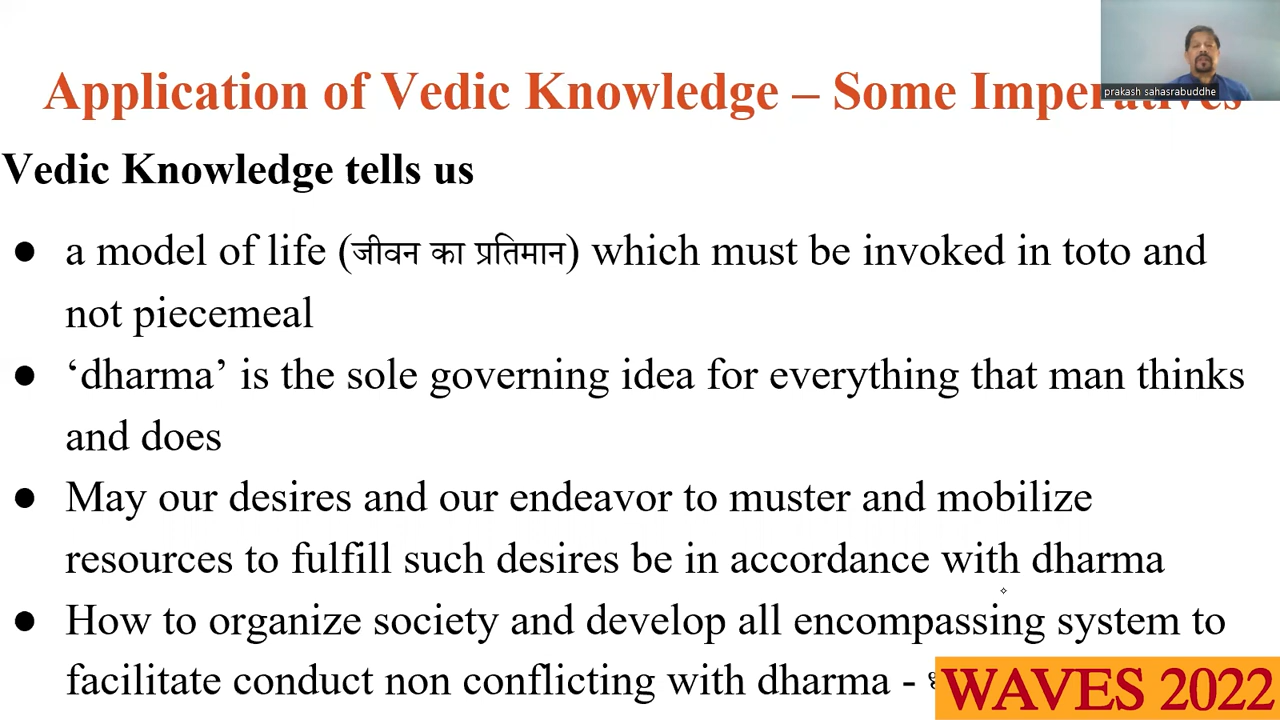 prakash sahasrabuddhe
Application of Vedic Knowledge – Some Imperatives
Vedic Knowledge tells us
● a model of life (जीवन का प्रतिमान) which must be invoked in toto and
not piecemeal
● ‘dharma’ is the sole governing idea for everything that man thinks
and does
● May our desires and our endeavor to muster and mobilize
resources to fulfill such desires be in accordance with dharma
● How to organize society and develop all encompassing system to
facilitate conduct non conflicting with dharma -
WAVES 2022